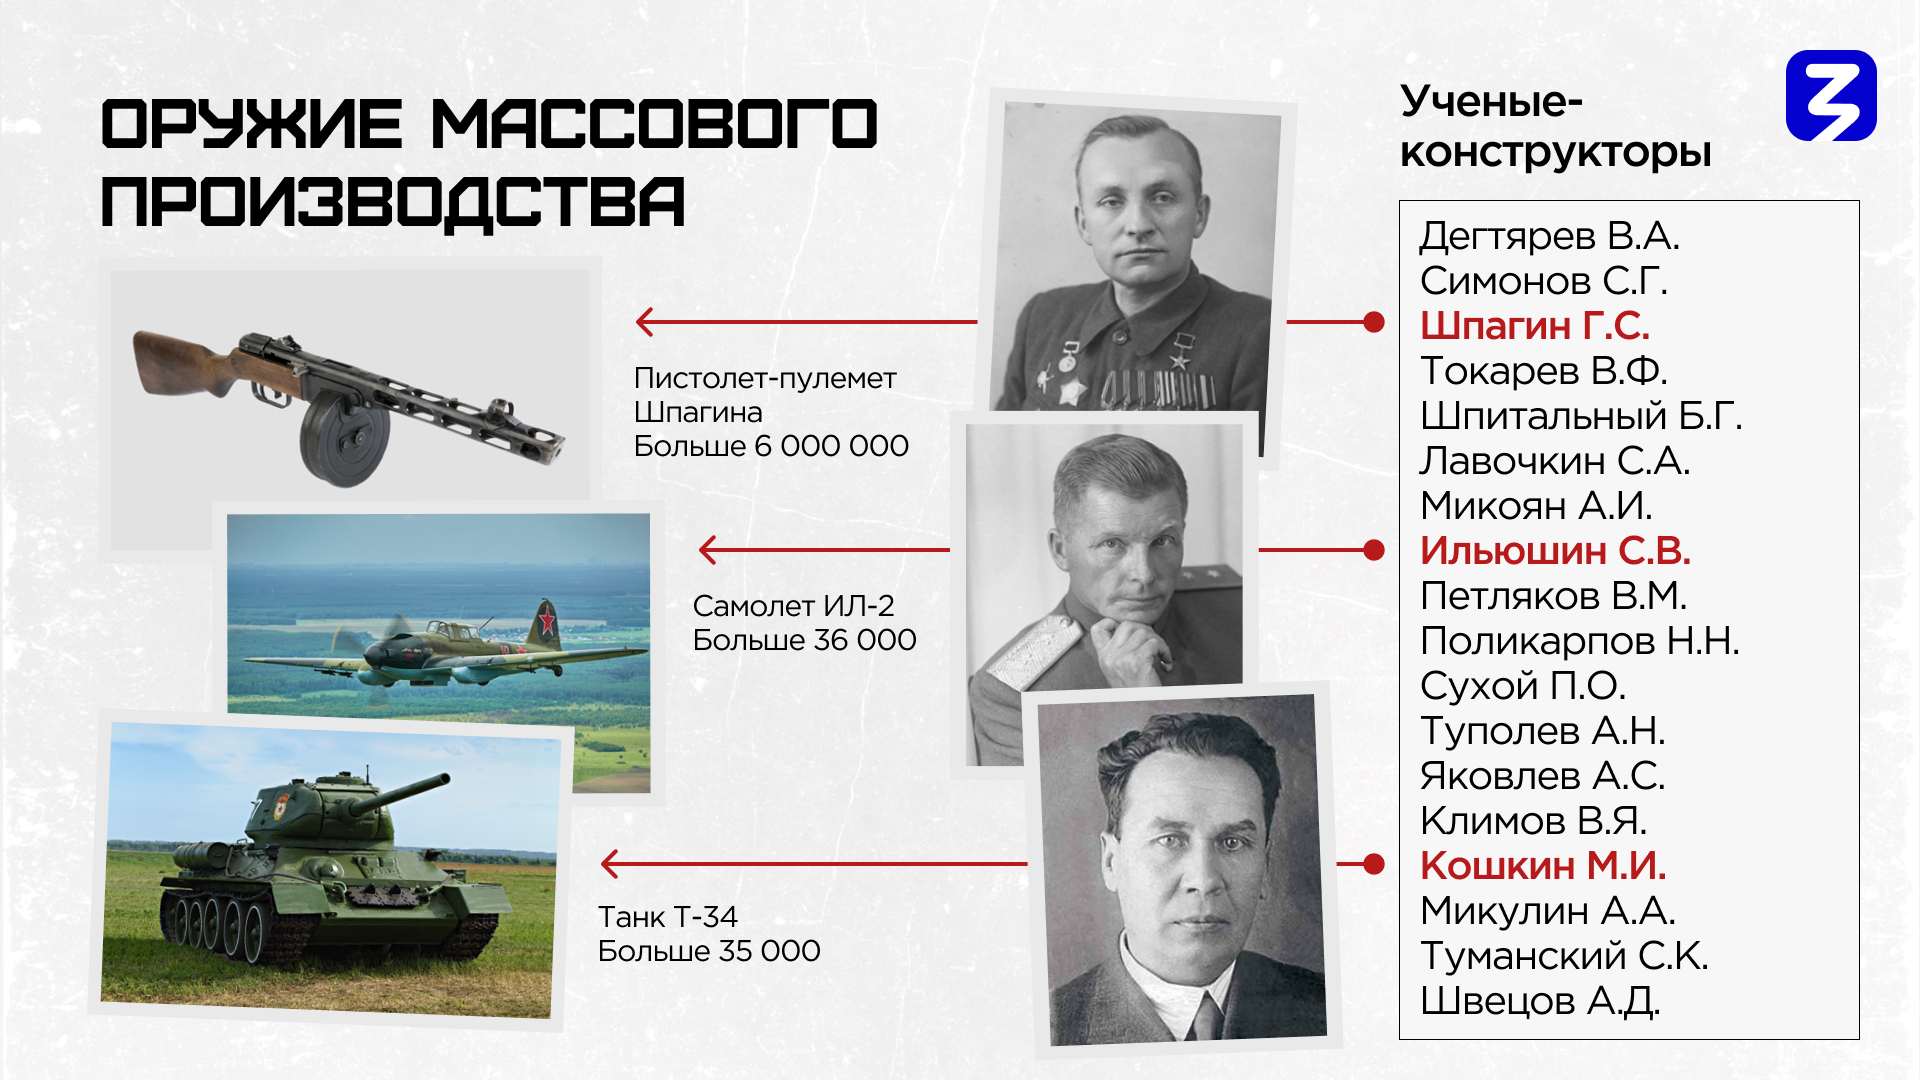 ОРУЖИЕ МАССОВОГО
ПРОИЗВОДСТВА
Пистолет-пулемет
Шпагина
Больше 6 000 000
Самолет ИЛ-2
Больше 36 000
Танк Т-34
Больше 35 000
Ученые-
конструкторы
Дегтярев В.А.
Симонов С.Г.
Шпагин Г.С.
Токарев В.Ф.
Шпитальный Б.Г.
Лавочкин С.А.
Микоян А.И.
Ильюшин С.В.
Петляков В.М.
Поликарпов Н.Н.
Сухой П.О.
Туполев А.Н.
Яковлев А.С.
Климов В.Я.
Кошкин М.И.
Микулин А.А.
Туманский С.К.
Швецов А.Д.